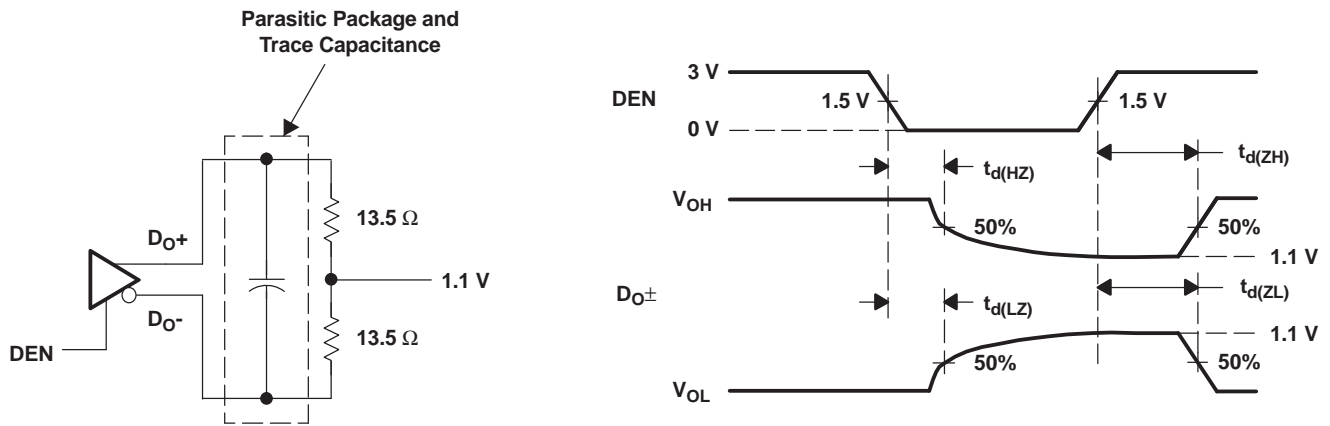 Parasitic Package and
Trace Capacitance
DO+
DO-
DEN
13.5 Ω
13.5 Ω
1.1 V
DEN
3 V
1.5 V
1.5 V
0 V
td(HZ)
td(ZH)
VOH
50%
50%
1.1 V
DO±
td(LZ)
td(ZL)
1.1 V
50%
50%
VOL